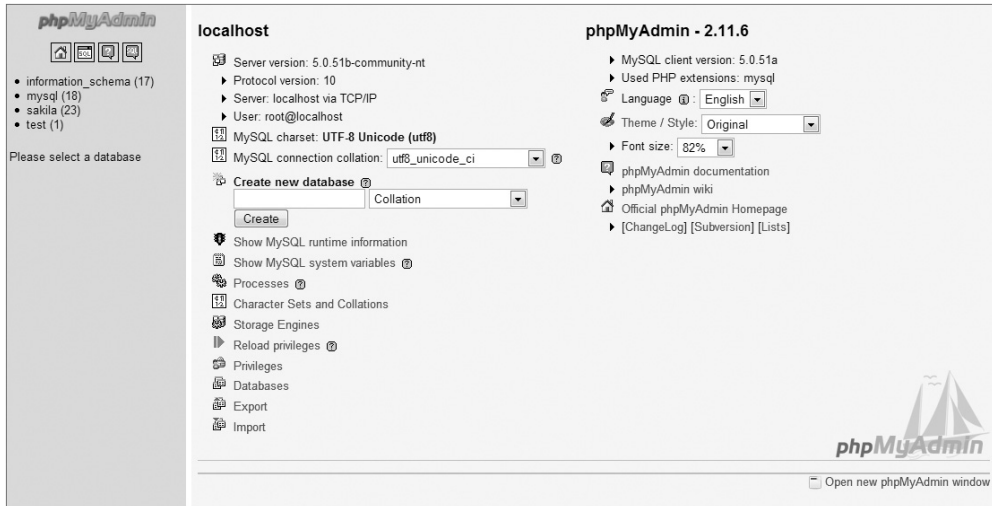 phpMyAdmin
information_schema (17)
mysql (18)
sakila (23)
test (1)
Please select a database
localhost
Server version: 5.0.51b-community-nt
Protocol version: 10
Server: localhost via TCP/IP
User: root@localhost
MySQL charset: UTF-8 Unicode (utf8)
MySQL connection collation: utf8_unicode_ci
Create new database
Collation
Create
Show MySQL runtime information
Show MySQL system variables
Processes
Character Sets and Collations
Storage Engines
Reload privileges
Privileges
Databases
Export
Import
phpMyAdmin - 2.11.6
MySQL client version: 5.0.51a
Used PHP extensions: mysql
Language : English
Theme / Style: Original
Font size: 82%
phpMyAdmin documentation
phpMyAdmin wiki
Official phpMyAdmin Homepage
[ChangeLog] [Subversion] [Lists]
phpMyAdmin
Open new phpMyAdmin window